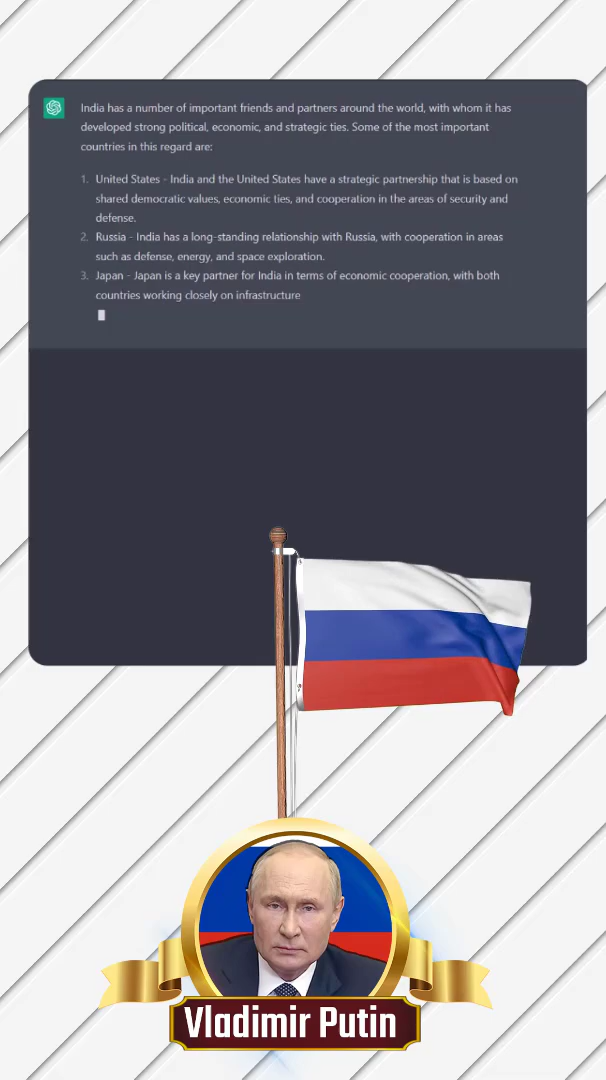 India has a number of important friends and partners around the world, with whom it has
developed strong political, economic, and strategic ties. Some of the most important
countries in this regard are:
1. United States - India and the United States have a strategic partnership that is based on
shared democratic values, economic ties, and cooperation in the areas of security and
defense.
2. Russia - India has a long-standing relationship with Russia, with cooperation in areas
such as defense, energy, and space exploration.
3. Japan - Japan is a key partner for India in terms of economic cooperation, with both
countries working closely on infrastructure
Vladimir Putin